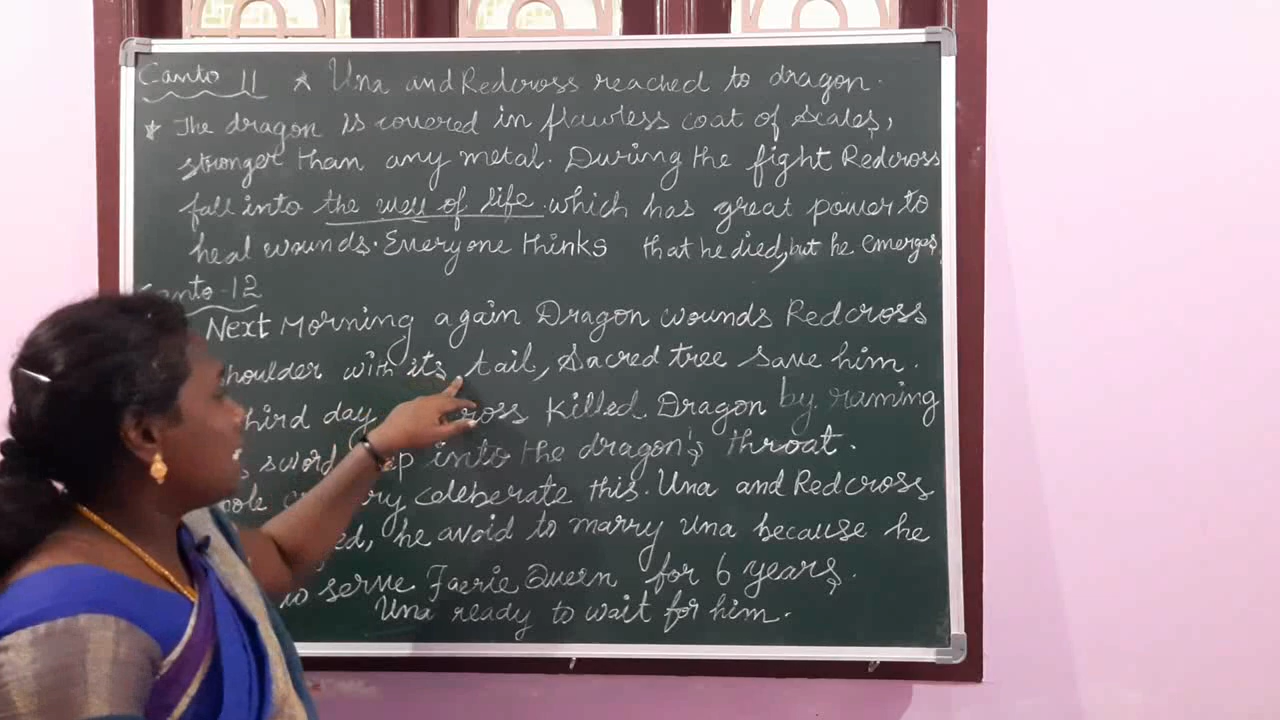 Canto 11 * Una and Redcross reached to dragon.
* The dragon is covered in flawless coat of scales,
stronger than any metal. During the fight Redcross
fall into the well of life which has great power to
heal wounds. Everyone thinks that he died, but he emerges.
Canto-12
Next Morning again Dragon wounds Redcross
shoulder with its tail, Sacred tree save him.
third day ross killed Dragon by raming
sword into the dragon's throat.
celeberate this. Una and Redcross
he avoid to marry Una because he
to serve Faerie Queen for 6 years.
Una ready to wait for him.